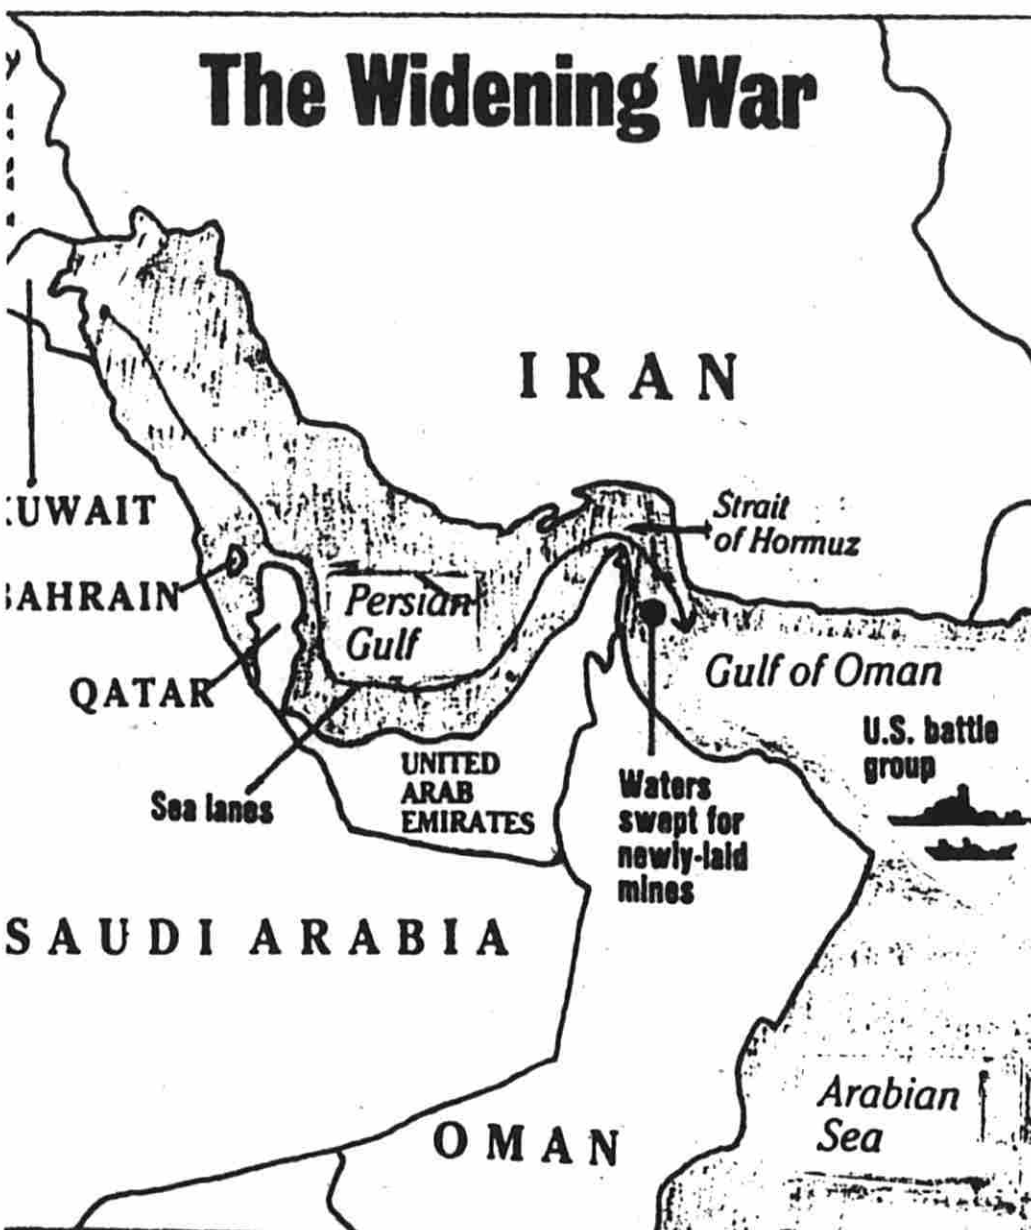 The Widening War
IRAN
Strait
of Hormuz
:UWAIT
BAHRAIN
Persian
Gulf
QATAR
Gulf of Oman
U.S. battle
group
Sea lanes
UNITED
ARAB
EMIRATES
Waters
swept for
newly-laid
mines
SAUDI ARABIA
Arabian
Sea
OMAN